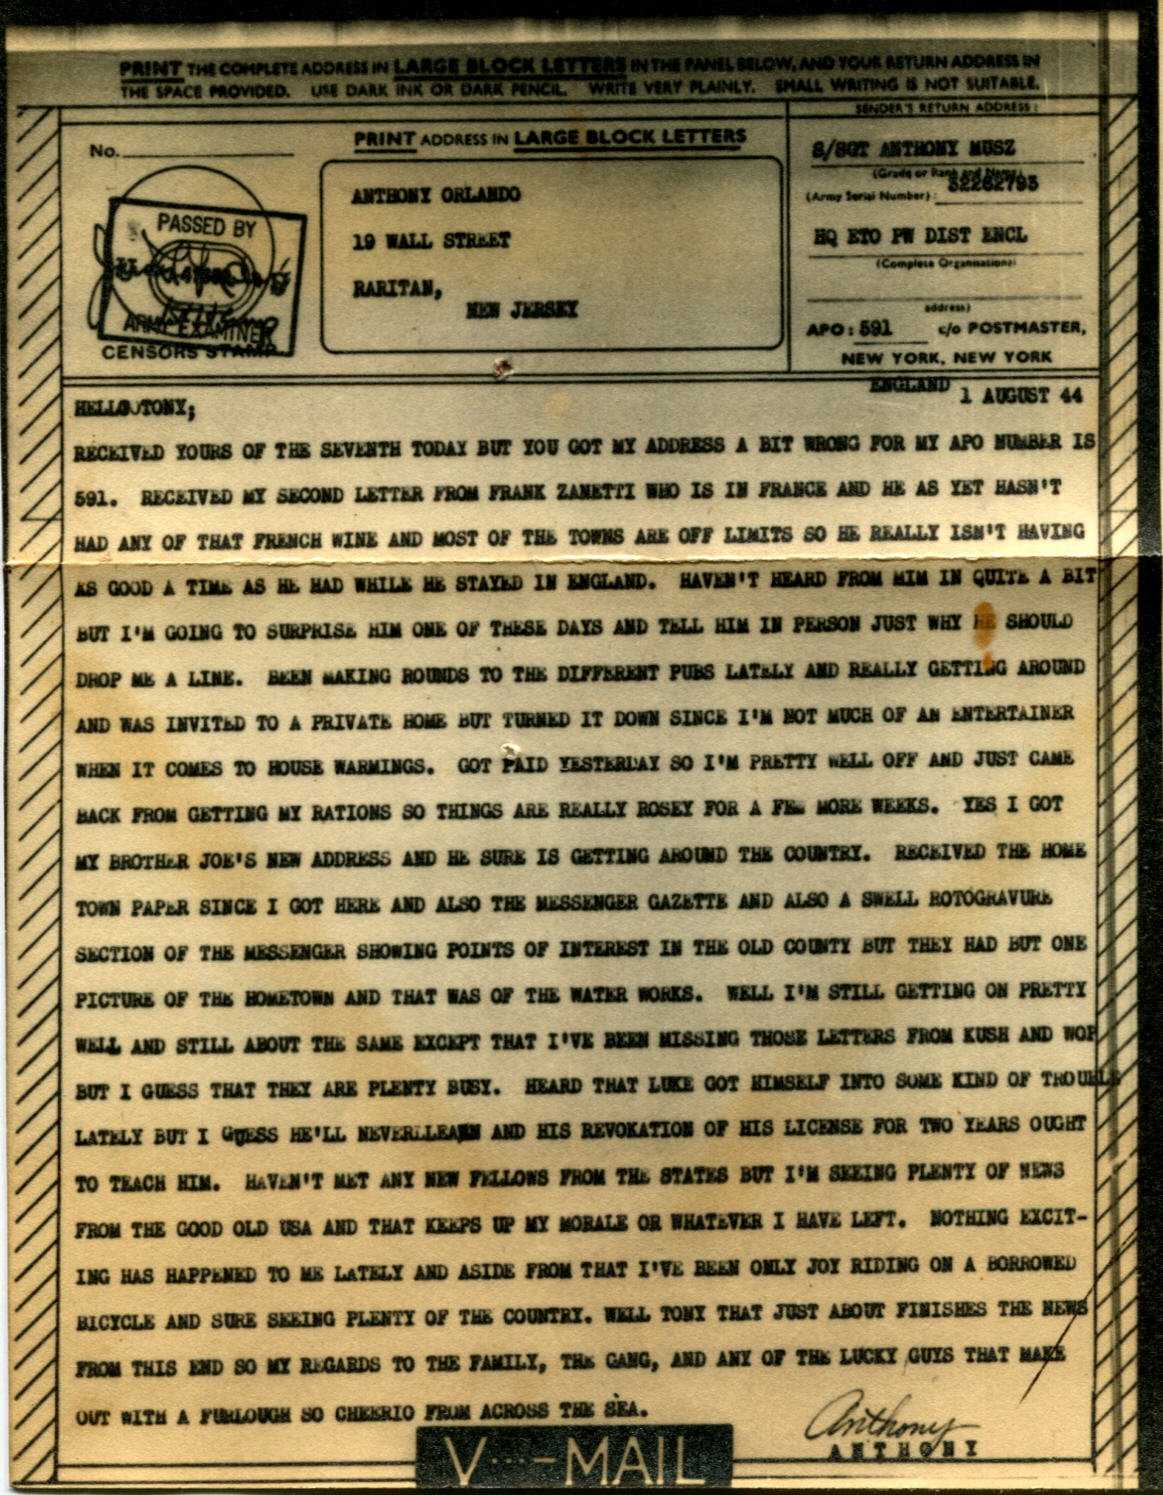 PRINT THE COMPLETE ADDRESS IN LARGE BLOCK LETTERS IN THE PANEL BELOW, AND YOUR RETURN ADDRESS IN
THE SPACE PROVIDED. USE DARK INK OR DARK PENCIL. WRITE VERY PLAINLY. SMALL WRITING IS NOT SUITABLE.
SENDER'S RETURN ADDRESS:
No.
PRINT ADDRESS IN LARGE BLOCK LETTERS
PASSED BY
ARMY EXAMINER
CENSORS STAMP
ANTHONY ORLANDO
19 WALL STREET
RARITAN,
NEW JERSEY
S/SGT ANTHONY MUSZ
(Grade or Rank and Name)
(Army Serial Number): 32262793
HQ ETO PW DIST ENCL
(Complete Organisation)
address)
APO: 591 c/o POSTMASTER,
NEW YORK, NEW YORK
ENGLAND 1 AUGUST 44
HELLO TONY;
RECEIVED YOURS OF THE SEVENTH TODAY BUT YOU GOT MY ADDRESS A BIT WRONG FOR MY APO NUMBER IS
591. RECEIVED MY SECOND LETTER FROM FRANK ZANETTI WHO IS IN FRANCE AND HE AS YET HASN'T
HAD ANY OF THAT FRENCH WINE AND MOST OF THE TOWNS ARE OFF LIMITS SO HE REALLY ISN'T HAVING
AS GOOD A TIME AS HE HAD WHILE HE STAYED IN ENGLAND. HAVEN'T HEARD FROM MIM IN QUITE A BIT
BUT I'M GOING TO SURPRISE HIM ONE OF THESE DAYS AND TELL HIM IN PERSON JUST WHY HE SHOULD
DROP ME A LINE. BEEN MAKING ROUNDS TO THE DIFFERENT PUBS LATELY AND REALLY GETTING AROUND
AND WAS INVITED TO A PRIVATE HOME BUT TURNED IT DOWN SINCE I'M NOT MUCH OF AN ENTERTAINER
WHEN IT COMES TO HOUSE WARMINGS. GOT PAID YESTERDAY SO I'M PRETTY WELL OFF AND JUST CAME
BACK FROM GETTING MY RATIONS SO THINGS ARE REALLY ROSEY FOR A FEW MORE WEEKS. YES I GOT
MY BROTHER JOE'S NEW ADDRESS AND HE SURE IS GETTING AROUND THE COUNTRY. RECEIVED THE HOME
TOWN PAPER SINCE I GOT HERE AND ALSO THE MESSENGER GAZETTE AND ALSO A SWELL ROTOGRAVURE
SECTION OF THE MESSENGER SHOWING POINTS OF INTEREST IN THE OLD COUNTY BUT THEY HAD BUT ONE
PICTURE OF THE HOMETOWN AND THAT WAS OF THE WATER WORKS. WELL I'M STILL GETTING ON PRETTY
WELL AND STILL ABOUT THE SAME EXCEPT THAT I'VE BEEN MISSING THOSE LETTERS FROM KUSH AND WOP
BUT I GUESS THAT THEY ARE PLENTY BUSY. HEARD THAT LUKE GOT HIMSELF INTO SOME KIND OF TROUBLE
LATELY BUT I GUESS HE'LL NEVERLLEARN AND HIS REVOKATION OF HIS LICENSE FOR TWO YEARS OUGHT
TO TEACH HIM. HAVEN'T MET ANY NEW FELLOWS FROM THE STATES BUT I'M SEEING PLENTY OF NEWS
FROM THE GOOD OLD USA AND THAT KEEPS UP MY MORALE OR WHATEVER I HAVE LEFT. NOTHING EXCIT-
ING HAS HAPPENED TO ME LATELY AND ASIDE FROM THAT I'VE BEEN ONLY JOY RIDING ON A BORROWED
BICYCLE AND SURE SEEING PLENTY OF THE COUNTRY. WELL TONY THAT JUST ABOUT FINISHES THE NEWS
FROM THIS END SO MY REGARDS TO THE FAMILY, THE GANG, AND ANY OF THE LUCKY GUYS THAT MAKE
OUT WITH A FURLOUGH SO CHEERIO FROM ACROSS THE SEA.
Anthony
ANTHONY
V···—MAIL